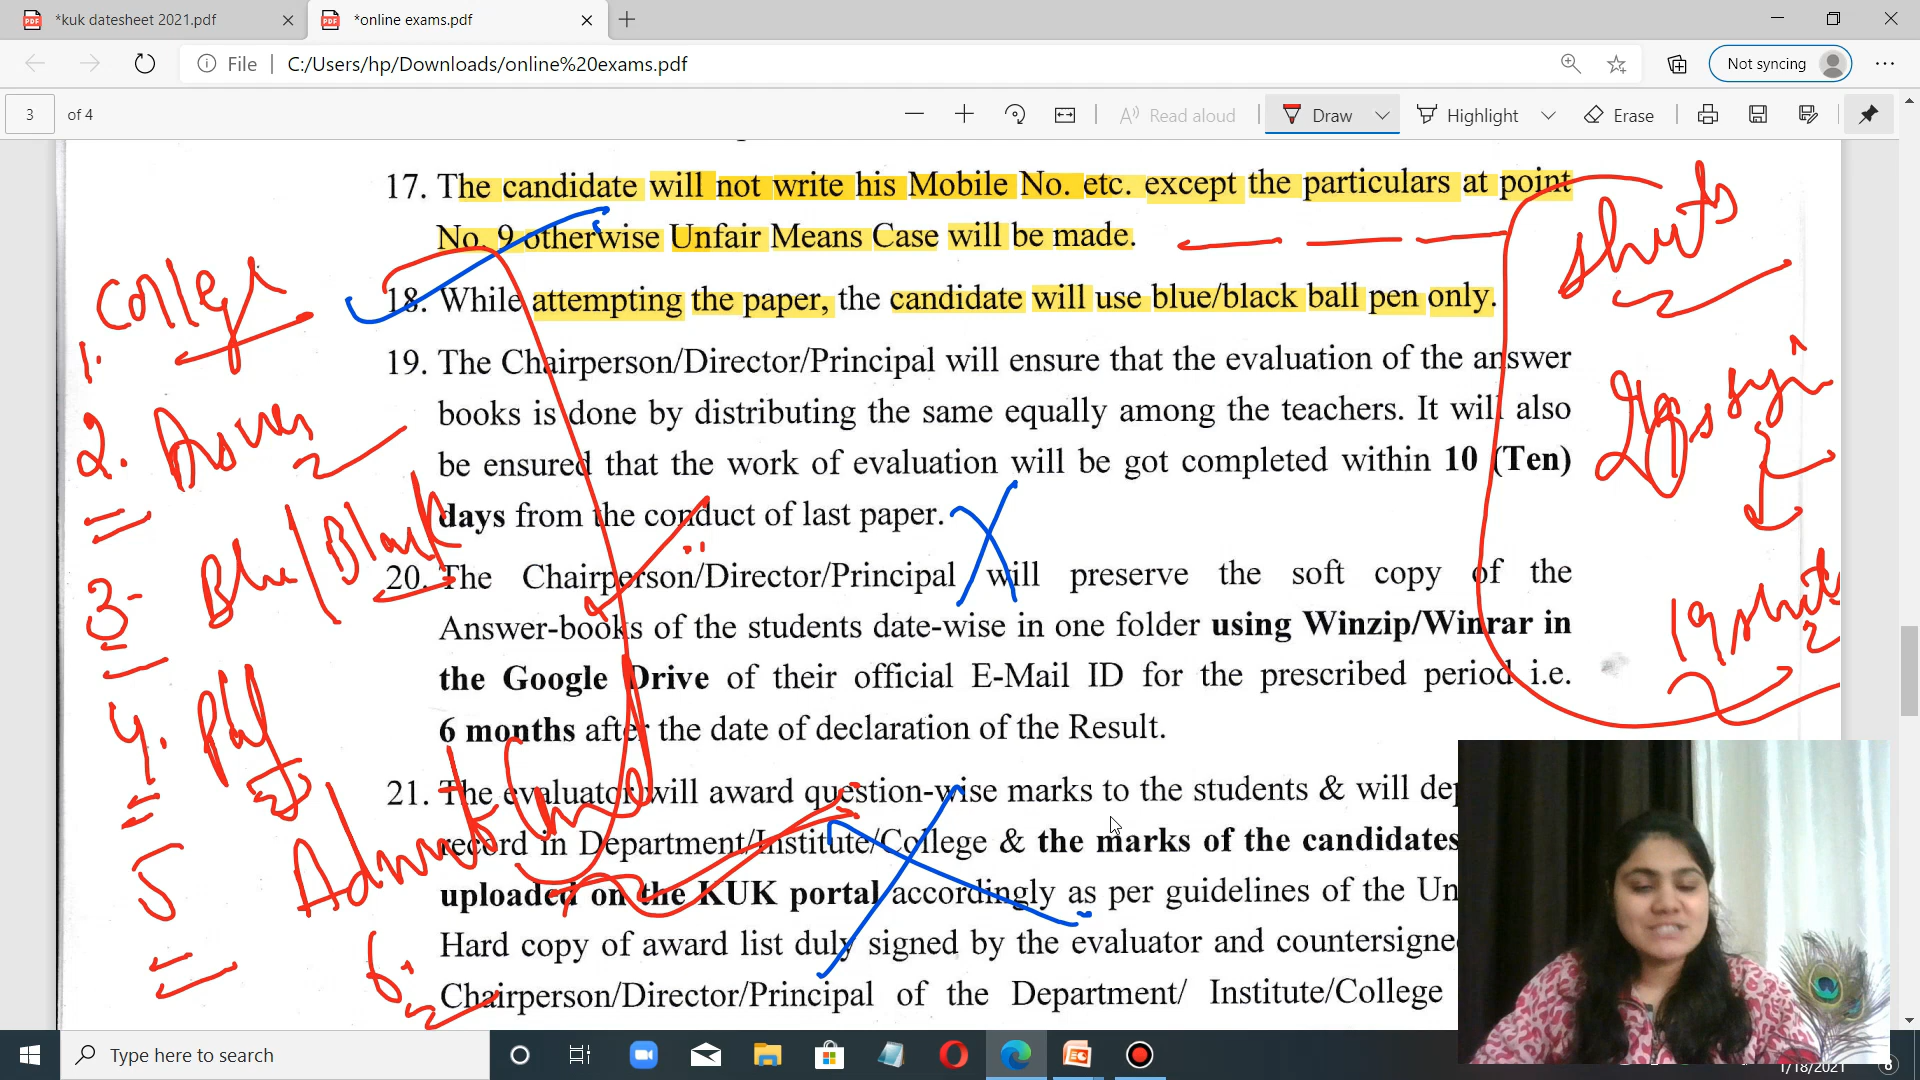 *kuk datesheet 2021.pdf
*online exams.pdf
File
C:/Users/hp/Downloads/online%20exams.pdf
Not syncing
3 of 4
Read aloud
Draw
Highlight
Erase
17. The candidate will not write his Mobile No. etc. except the particulars at point
No. 9 otherwise Unfair Means Case will be made.
18. While attempting the paper, the candidate will use blue/black ball pen only.
19. The Chairperson/Director/Principal will ensure that the evaluation of the answer
books is done by distributing the same equally among the teachers. It will also
be ensured that the work of evaluation will be got completed within 10 (Ten)
days from the conduct of last paper.
20. The Chairperson/Director/Principal will preserve the soft copy of the
Answer-books of the students date-wise in one folder using Winzip/Winrar in
the Google Drive of their official E-Mail ID for the prescribed period i.e.
6 months after the date of declaration of the Result.
21. The evaluator will award question-wise marks to the students & will
record in Department/Institute/College & the marks of the candidates
uploaded on the KUK portal accordingly as per guidelines of the
Hard copy of award list duly signed by the evaluator and
Chairperson/Director/Principal of the Department/ Institute/College
College
1.
2.
3-
Blue/Black
4.
5
Admit Card
6.
Type here to search
1/18/2021